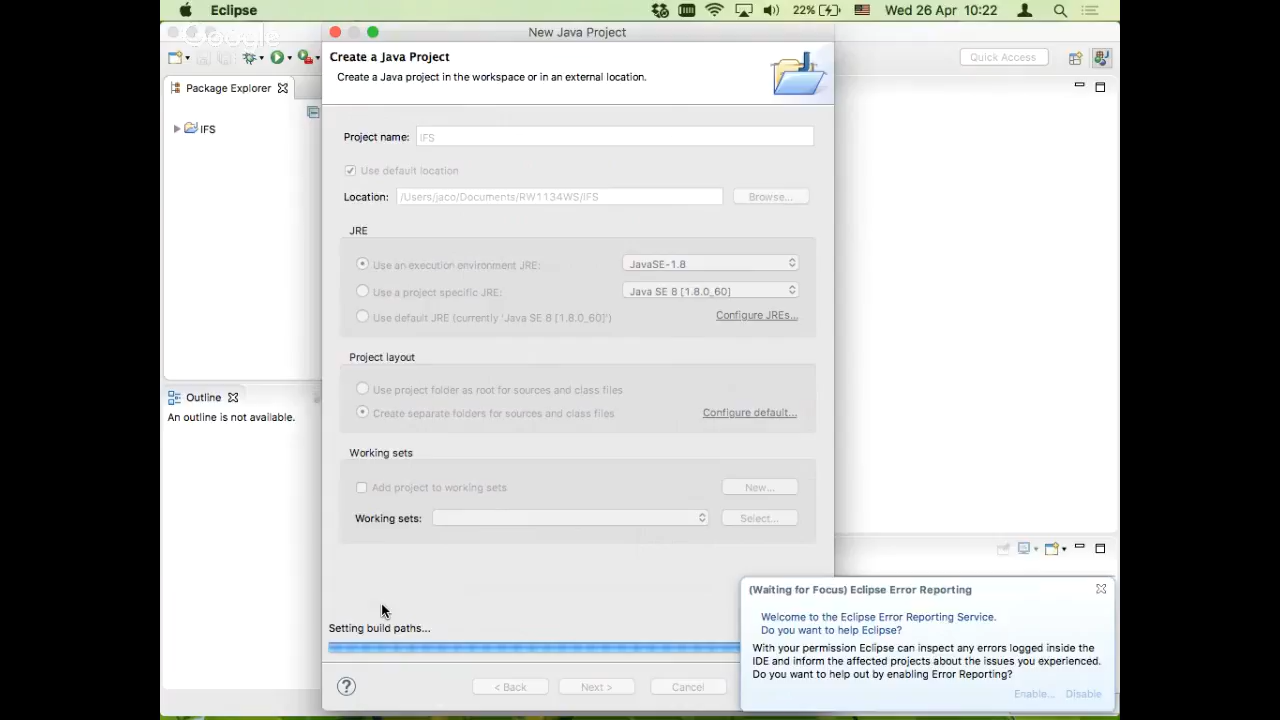 Eclipse
22%
Wed 26 Apr 10:22
Google
New Java Project
Create a Java Project
Create a Java project in the workspace or in an external location.
Quick Access
Package Explorer
IFS
Project name:
IFS
Use default location
Location:
/Users/jaco/Documents/RW1134WS/IFS
Browse...
JRE
Use an execution environment JRE:
JavaSE-1.8
Use a project specific JRE:
Java SE 8 [1.8.0_60]
Use default JRE (currently 'Java SE 8 [1.8.0_60]')
Configure JREs...
Project layout
Use project folder as root for sources and class files
Create separate folders for sources and class files
Configure default...
Outline
An outline is not available.
Working sets
Add project to working sets
New...
Working sets:
Select...
Setting build paths...
?
< Back
Next >
Cancel
(Waiting for Focus) Eclipse Error Reporting
Welcome to the Eclipse Error Reporting Service.
Do you want to help Eclipse?
With your permission Eclipse can inspect any errors logged inside the
IDE and inform the affected projects about the issues you experienced.
Do you want to help out by enabling Error Reporting?
Enable...
Disable